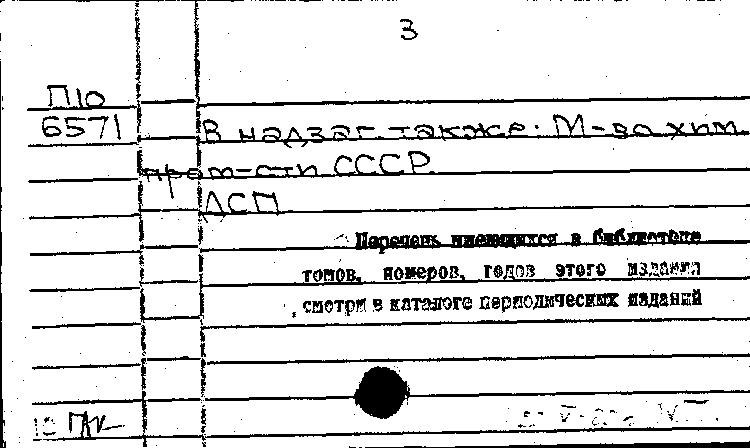 3
П10
6571
В надзаг. также: М-во хим.
пром-сти СССР.
ДСП
Перечень имеющихся в библиотеке
томов, номеров, годов этого издания
смотри в каталоге периодических изданий